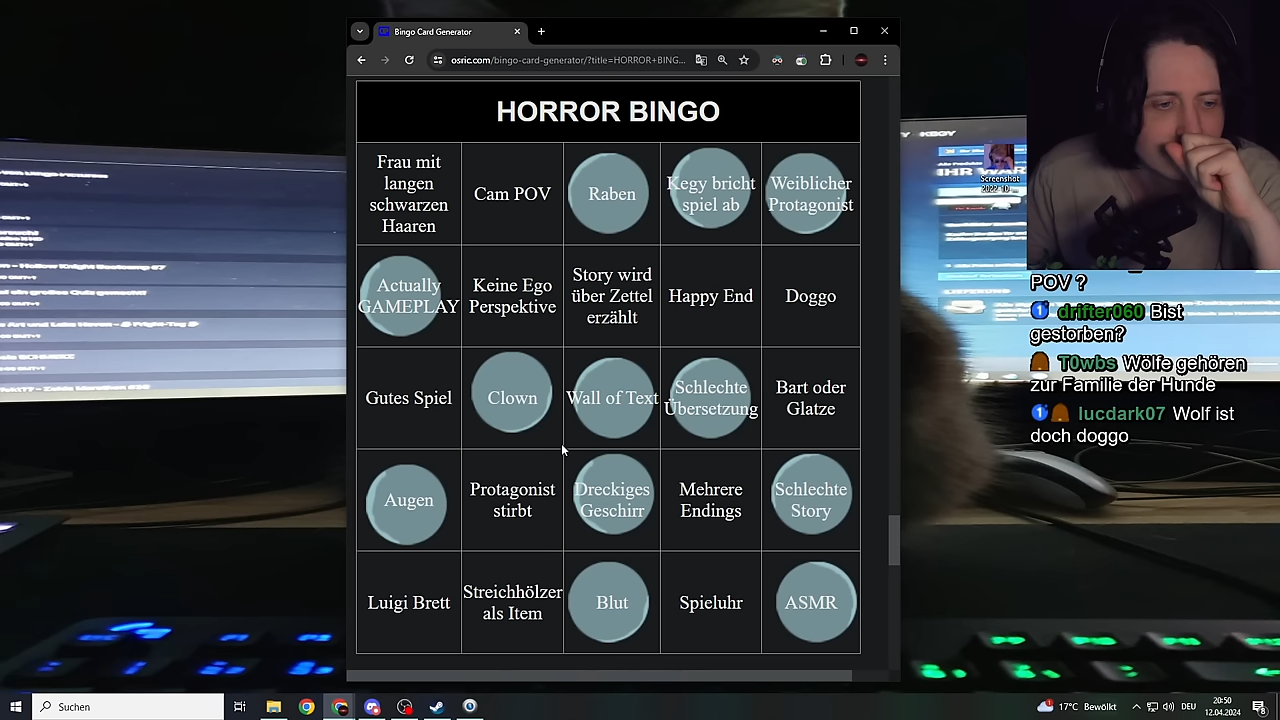 Bingo Card Generator
osric.com/bingo-card-generator/?title=HORROR+BING...
HORROR BINGO
Frau mit
langen
schwarzen
Haaren
Cam POV
Raben
Kegy bricht
spiel ab
Weiblicher
Protagonist
Actually
GAMEPLAY
Keine Ego
Perspektive
Story wird
über Zettel
erzählt
Happy End
Doggo
Gutes Spiel
Clown
Wall of Text
Schlechte
Übersetzung
Bart oder
Glatze
Augen
Protagonist
stirbt
Dreckiges
Geschirr
Mehrere
Endings
Schlechte
Story
Luigi Brett
Streichhölzer
als Item
Blut
Spieluhr
ASMR
Screenshot
POV ?
drifter060 Bist
gestorben?
T0wbs Wölfe gehören
zur Familie der Hunde
lucdark07 Wolf ist
doch doggo
Suchen
17°C Bewölkt
DEU
20:50
12.04.2024